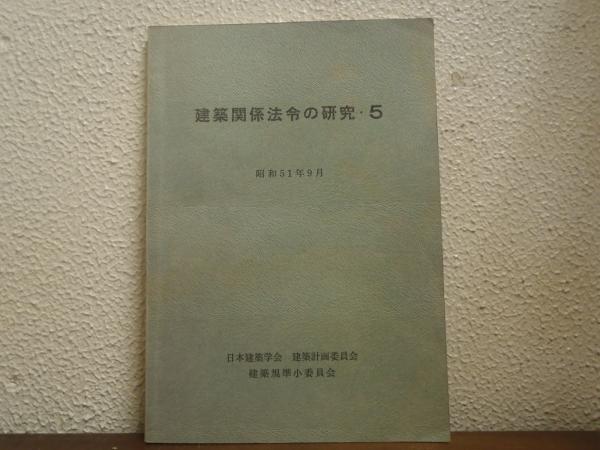 建築関係法令の研究・5
昭和51年9月
日本建築学会 建築計画委員会
建築規準小委員会